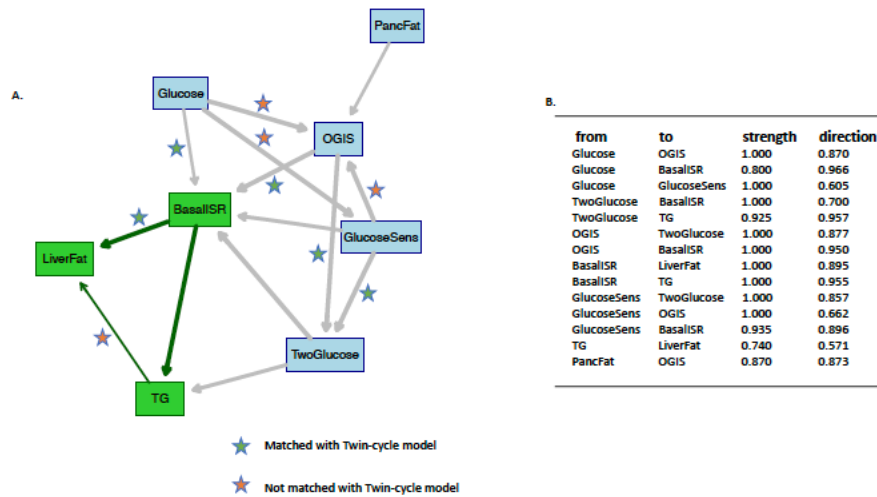 A.
PancFat
Glucose
OGIS
BasalISR
GlucoseSens
LiverFat
TwoGlucose
TG
Matched with Twin-cycle model
Not matched with Twin-cycle model
B.
from to strength direction
Glucose OGIS 1.000 0.870
Glucose BasalISR 0.800 0.966
Glucose GlucoseSens 1.000 0.605
TwoGlucose BasalISR 1.000 0.700
TwoGlucose TG 0.925 0.957
OGIS TwoGlucose 1.000 0.877
OGIS BasalISR 1.000 0.950
BasalISR LiverFat 1.000 0.895
BasalISR TG 1.000 0.955
GlucoseSens TwoGlucose 1.000 0.857
GlucoseSens OGIS 1.000 0.662
GlucoseSens BasalISR 0.935 0.896
TG LiverFat 0.740 0.571
PancFat OGIS 0.870 0.873